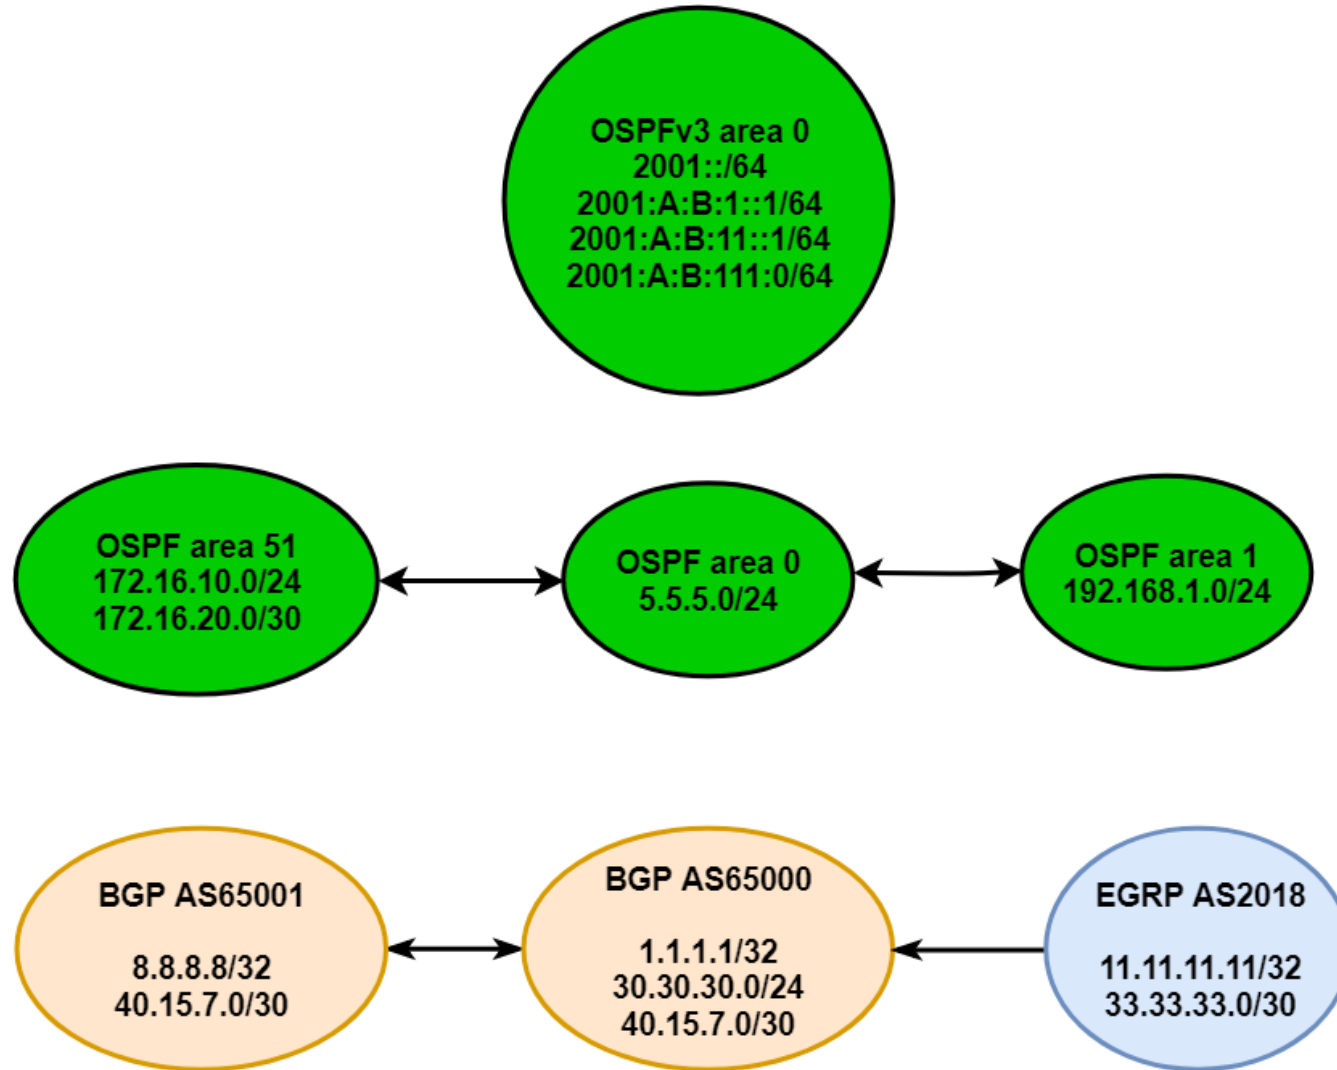 OSPFv3 area 0
2001::/64
2001:A:B:1::1/64
2001:A:B:11::1/64
2001:A:B:111:0/64
OSPF area 51
172.16.10.0/24
172.16.20.0/30
OSPF area 0
5.5.5.0/24
OSPF area 1
192.168.1.0/24
BGP AS65001
8.8.8.8/32
40.15.7.0/30
BGP AS65000
1.1.1.1/32
30.30.30.0/24
40.15.7.0/30
EGRP AS2018
11.11.11.11/32
33.33.33.0/30